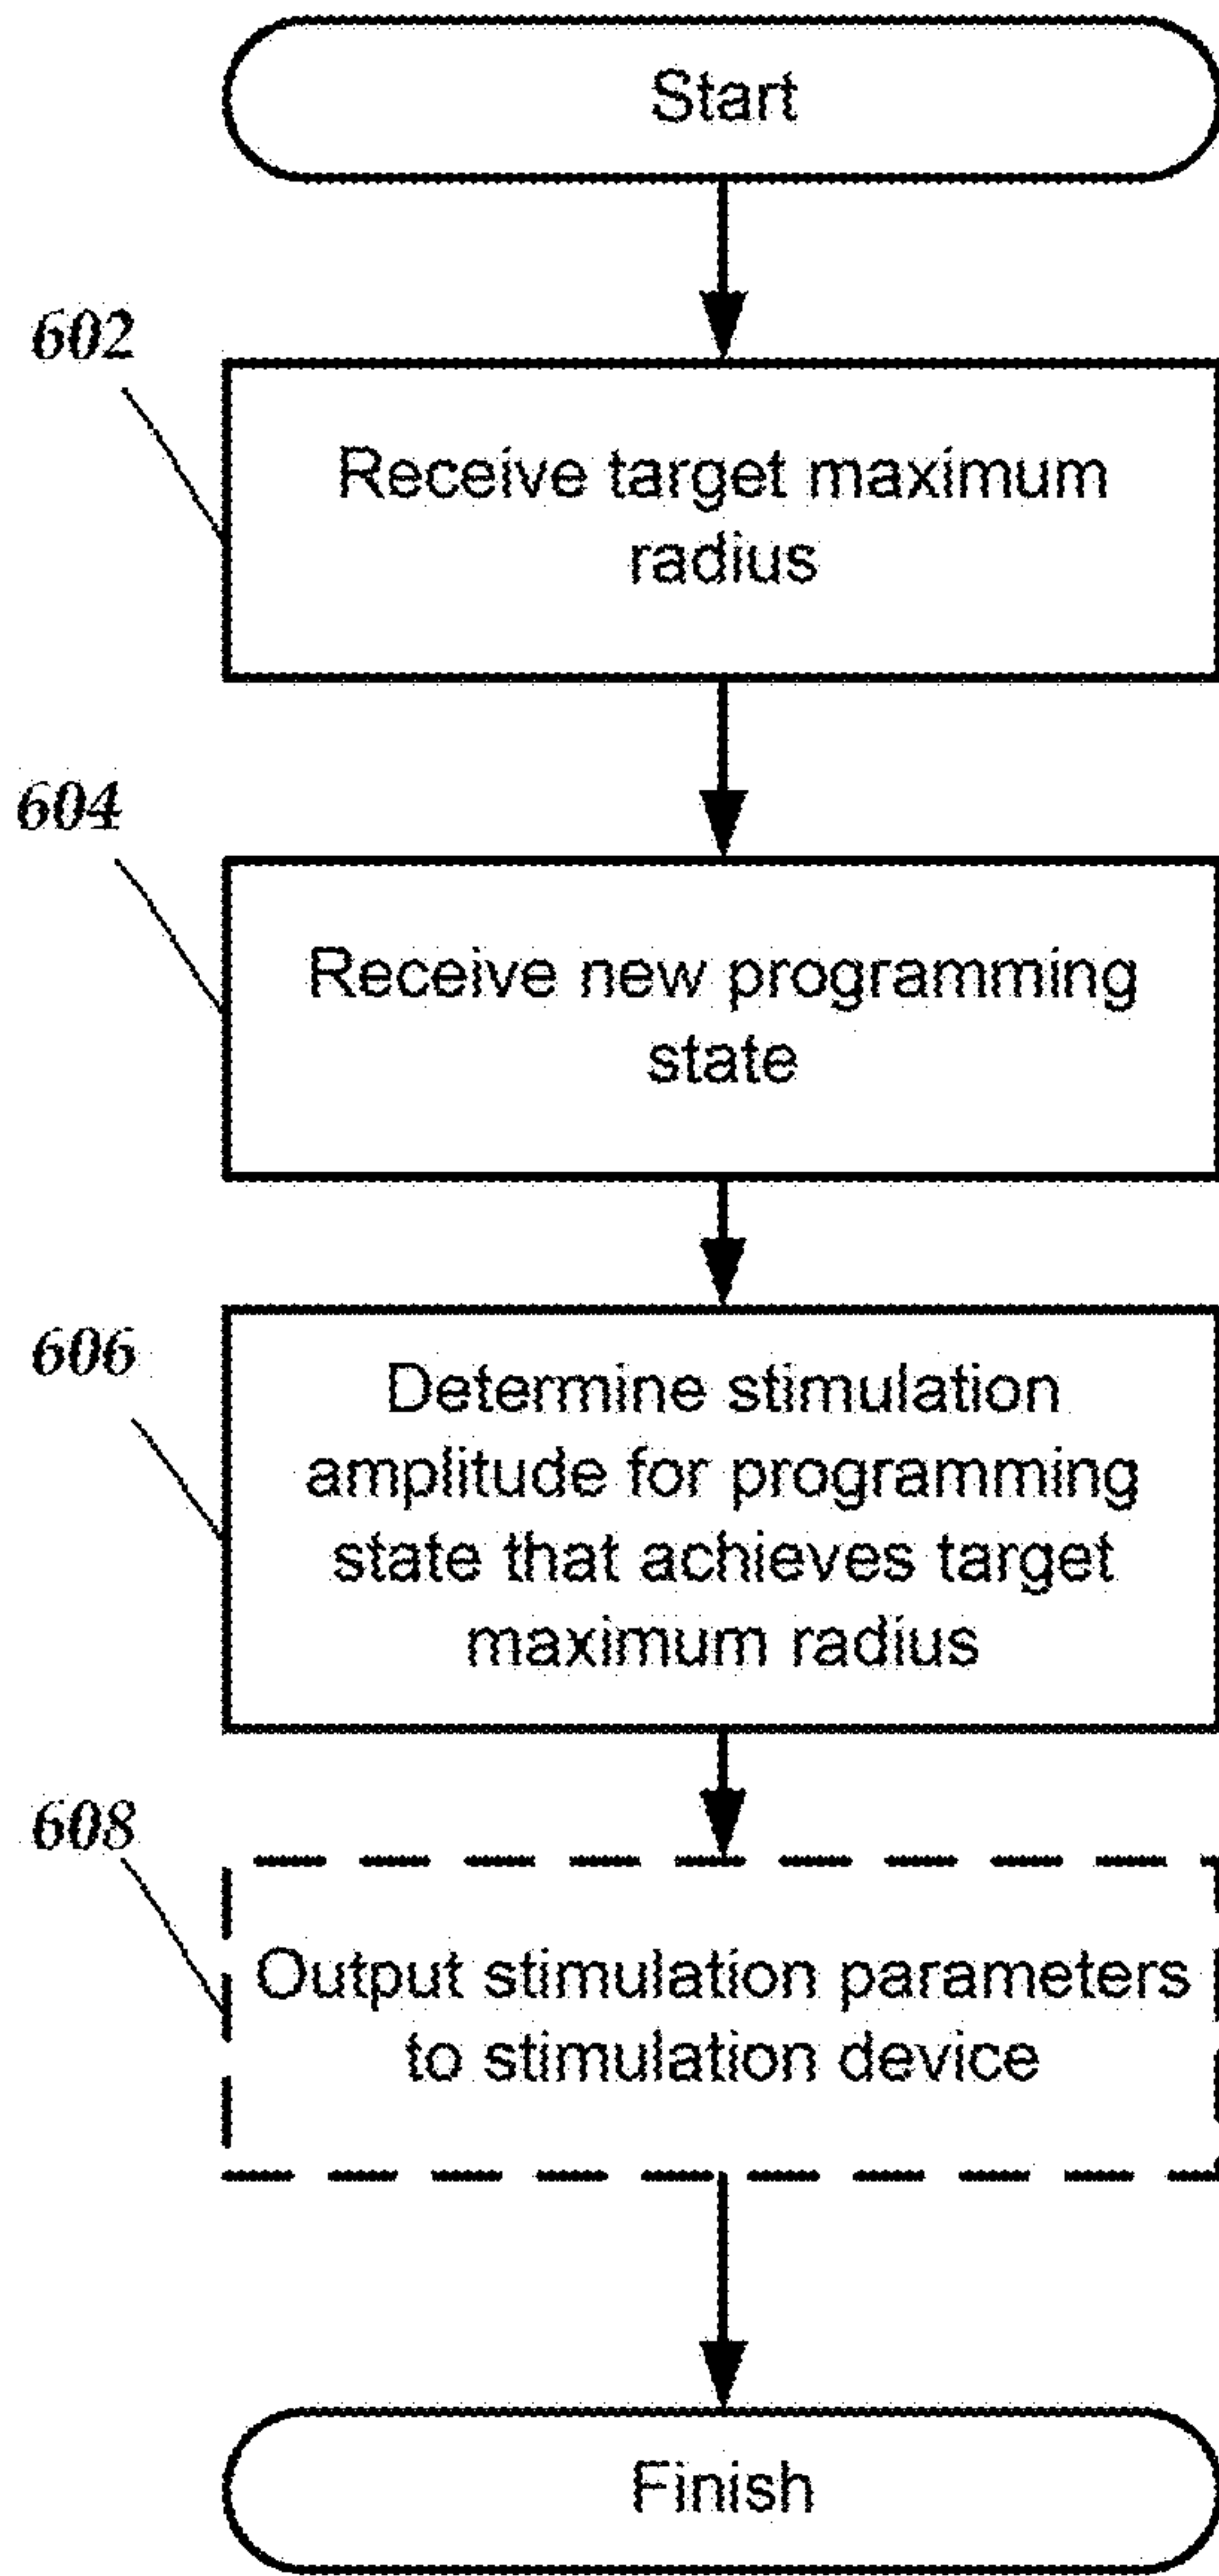 Start
602
Receive target maximum
radius
604
Receive new programming
state
606
Determine stimulation
amplitude for programming
state that achieves target
maximum radius
608
Output stimulation parameters
to stimulation device
Finish